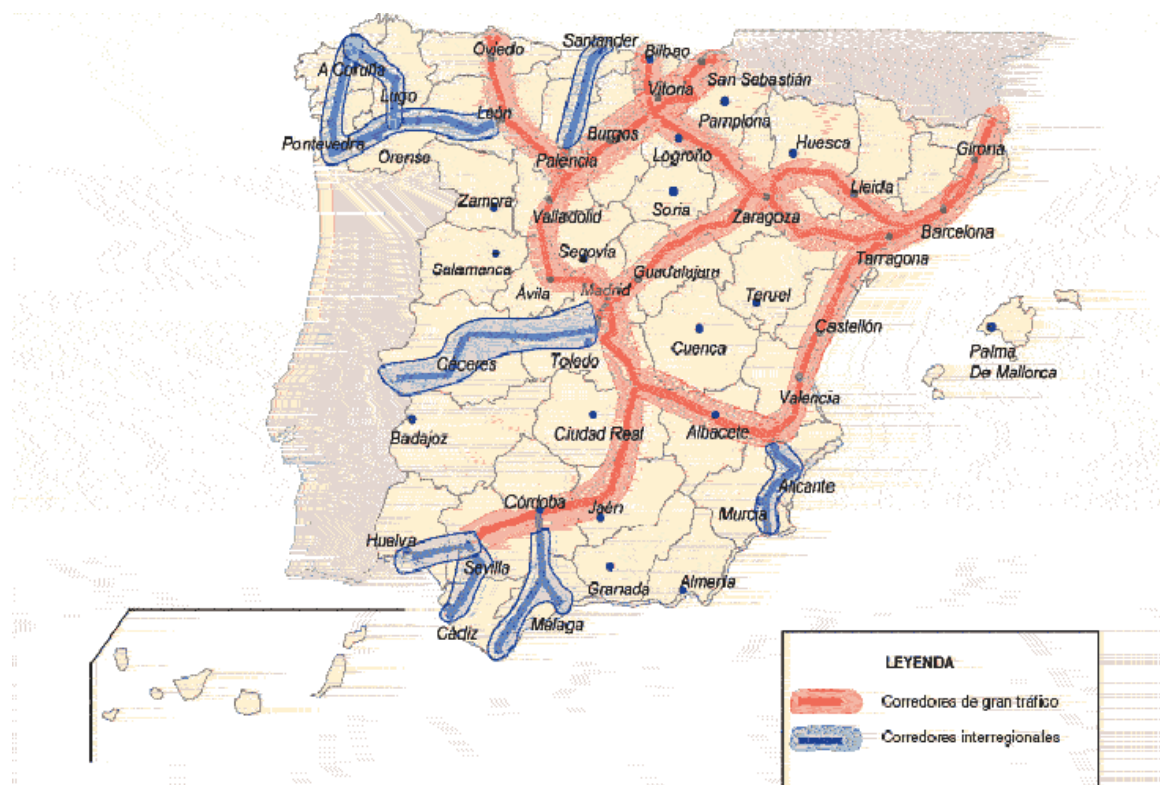 Oviedo
Santander
Bilbao
A Coruña
San Sebastián
Lugo
Vitoria
León
Pamplona
Pontevedra
Burgos
Huesca
Orense
Palencia
Logroño
Girona
Lleida
Zamora
Valladolid
Soria
Zaragoza
Barcelona
Segovia
Tarragona
Salamanca
Guadalajara
Ávila
Madrid
Teruel
Castellón
Cáceres
Toledo
Cuenca
Palma
De Mallorca
Valencia
Badajoz
Ciudad Real
Albacete
Alicante
Córdoba
Jaén
Murcia
Huelva
Sevilla
Granada
Almería
Cádiz
Málaga
LEYENDA
Corredores de gran tráfico
Corredores interregionales